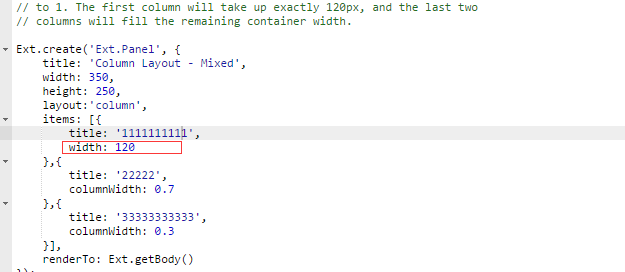 // to 1. The first column will take up exactly 120px, and the last two
// columns will fill the remaining container width.
Ext.create('Ext.Panel', {
title: 'Column Layout - Mixed',
width: 350,
height: 250,
layout:'column',
items: [{
title: '1111111111',
width: 120
},{
title: '22222',
columnWidth: 0.7
},{
title: '33333333333',
columnWidth: 0.3
}],
renderTo: Ext.getBody()
});